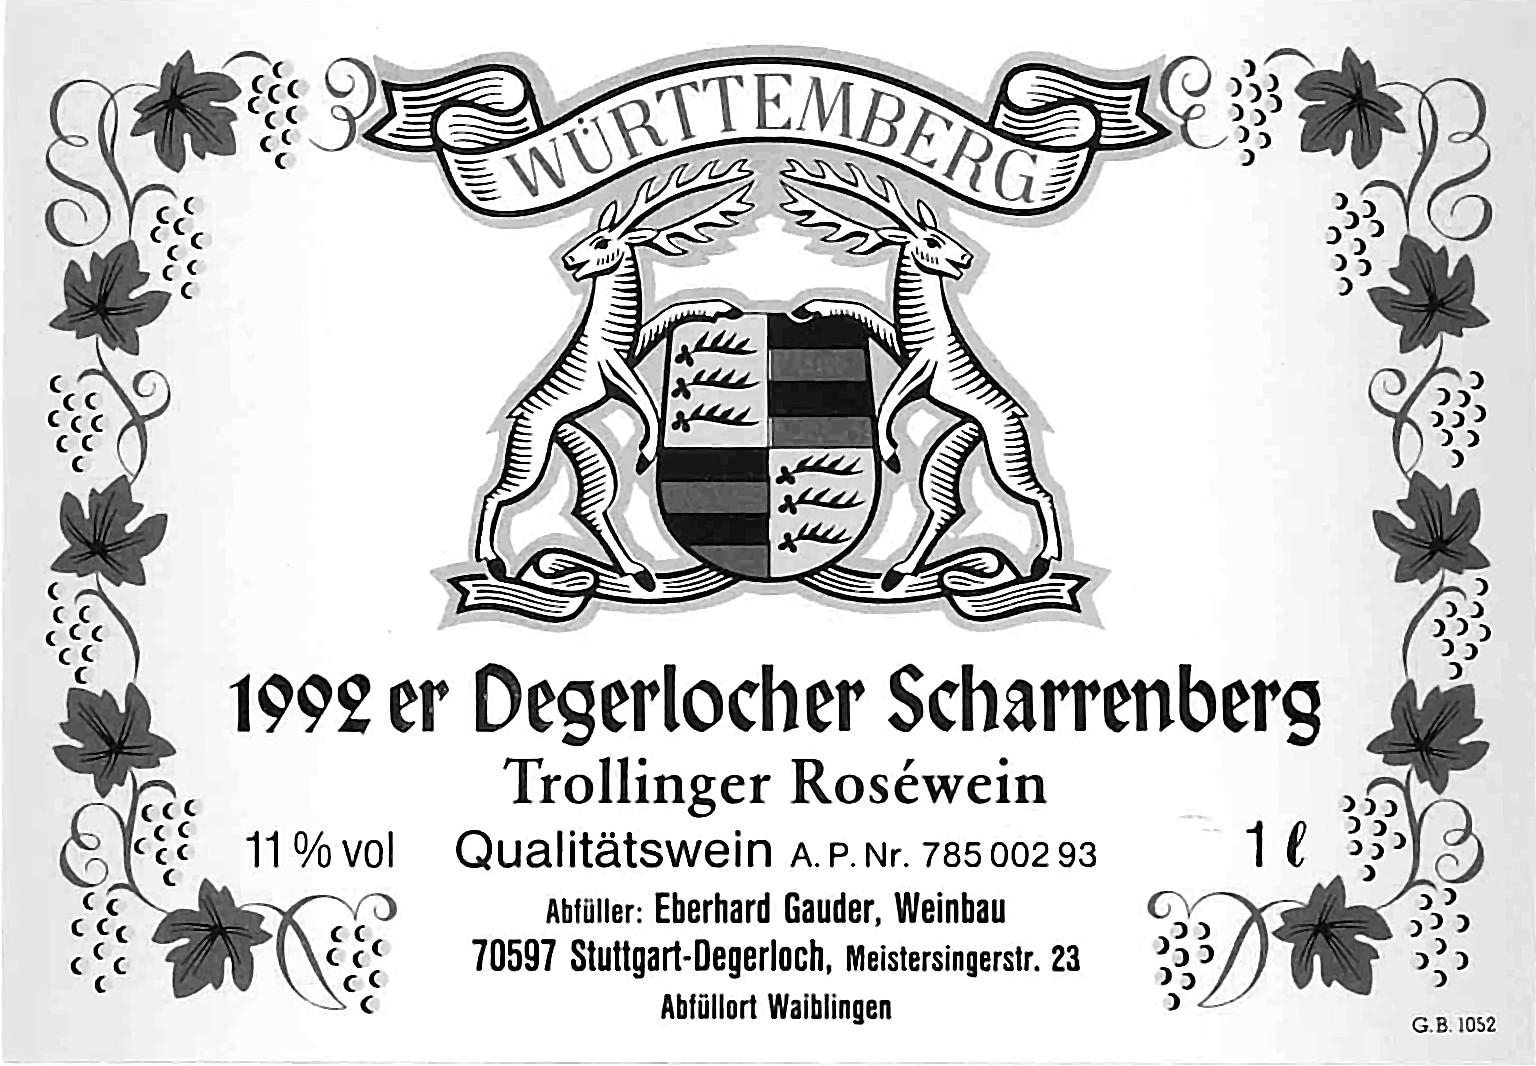 WÜRTTEMBERG
1992 er Degerlocher Scharrenberg
Trollinger Roséwein
11 % vol Qualitätswein A. P. Nr. 785 002 93 1 ℓ
Abfüller: Eberhard Gauder, Weinbau
70597 Stuttgart-Degerloch, Meistersingerstr. 23
Abfüllort Waiblingen
G. B. 1052